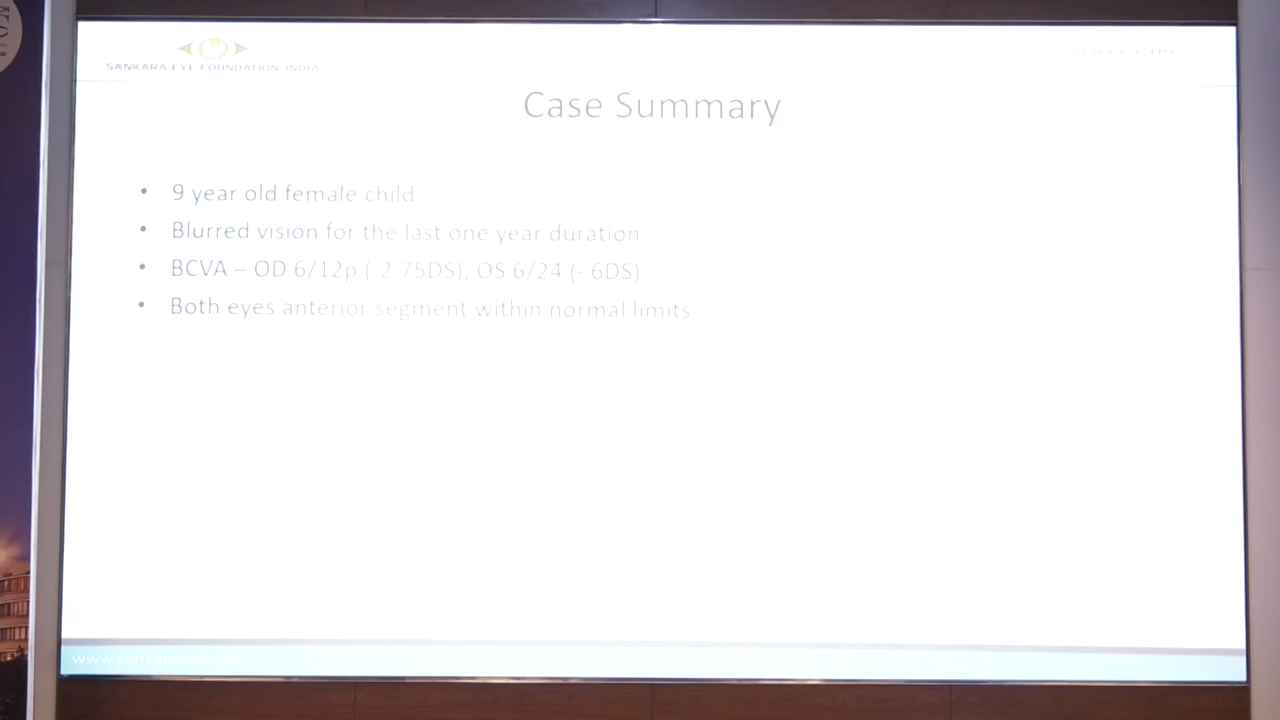 SANKARA EYE FOUNDATION INDIA
Case Summary
• 9 year old female child
• Blurred vision for the last one year duration
• BCVA – OD 6/12p (-2.75DS), OS 6/24 (- 6DS)
• Both eyes anterior segment within normal limits